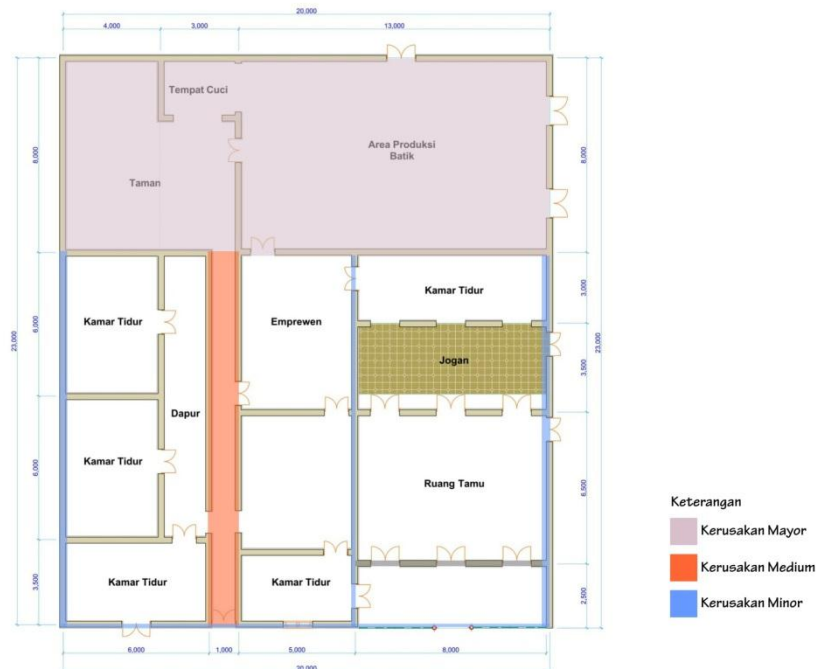 20,000
4,000
3,000
13,000
Tempat Cuci
Area Produksi
Batik
Taman
8,000
8,000
23,000
23,000
Kamar Tidur
6,000
Emprewen
Kamar Tidur
3,000
Jogan
3,500
Dapur
Kamar Tidur
6,000
Ruang Tamu
6,500
Kamar Tidur
3,500
Kamar Tidur
2,500
6,000
1,000
5,000
8,000
20,000
Keterangan
Kerusakan Mayor
Kerusakan Medium
Kerusakan Minor